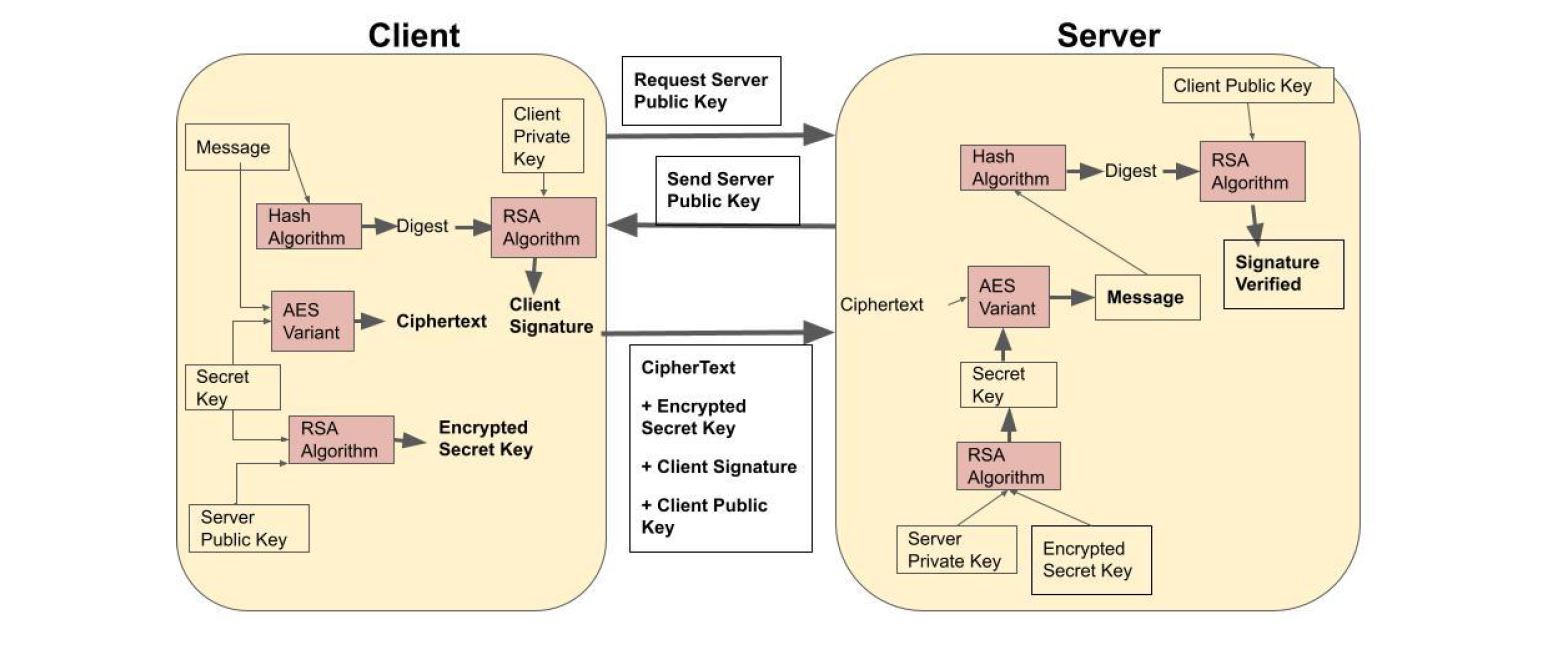 Client
Server
Request Server
Public Key
Send Server
Public Key
CipherText
+ Encrypted
Secret Key
+ Client Signature
+ Client Public
Key
Message
Client
Private
Key
Hash
Algorithm
Digest
RSA
Algorithm
AES
Variant
Ciphertext
Client
Signature
Secret
Key
RSA
Algorithm
Encrypted
Secret Key
Server
Public Key
Client Public Key
Hash
Algorithm
Digest
RSA
Algorithm
Signature
Verified
Ciphertext
AES
Variant
Message
Secret
Key
RSA
Algorithm
Server
Private Key
Encrypted
Secret Key